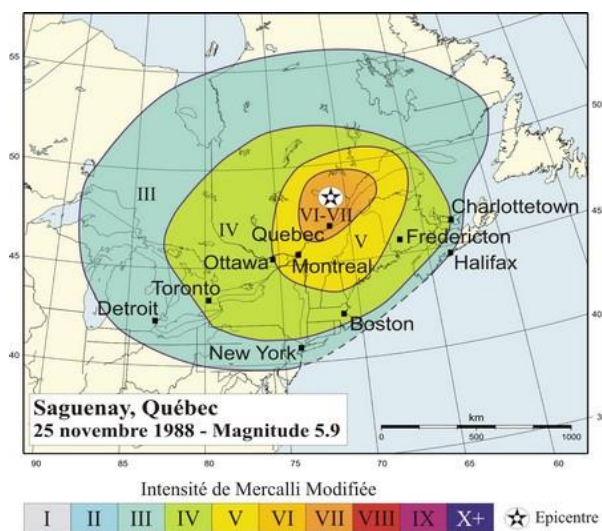 55
50
45
40
55
50
45
40
III
IV
VI-VII
V
Quebec
Charlottetown
Fredericton
Halifax
Ottawa
Montreal
Toronto
Detroit
Boston
New York
Saguenay, Québec
25 novembre 1988 - Magnitude 5.9
km
0 500 1000
90 85 80 75 70 65 60
Intensité de Mercalli Modifiée
I II III IV V VI VII VIII IX X+ Epicentre